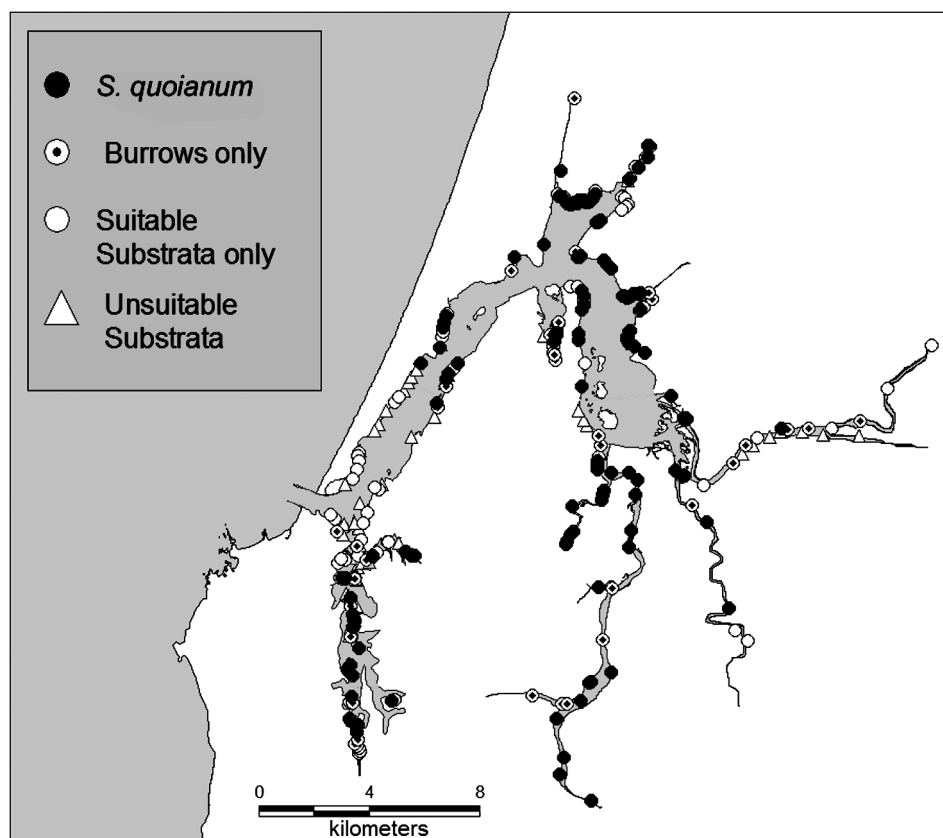 S. quoianum
Burrows only
Suitable
Substrata only
Unsuitable
Substrata
0 4 8
kilometers